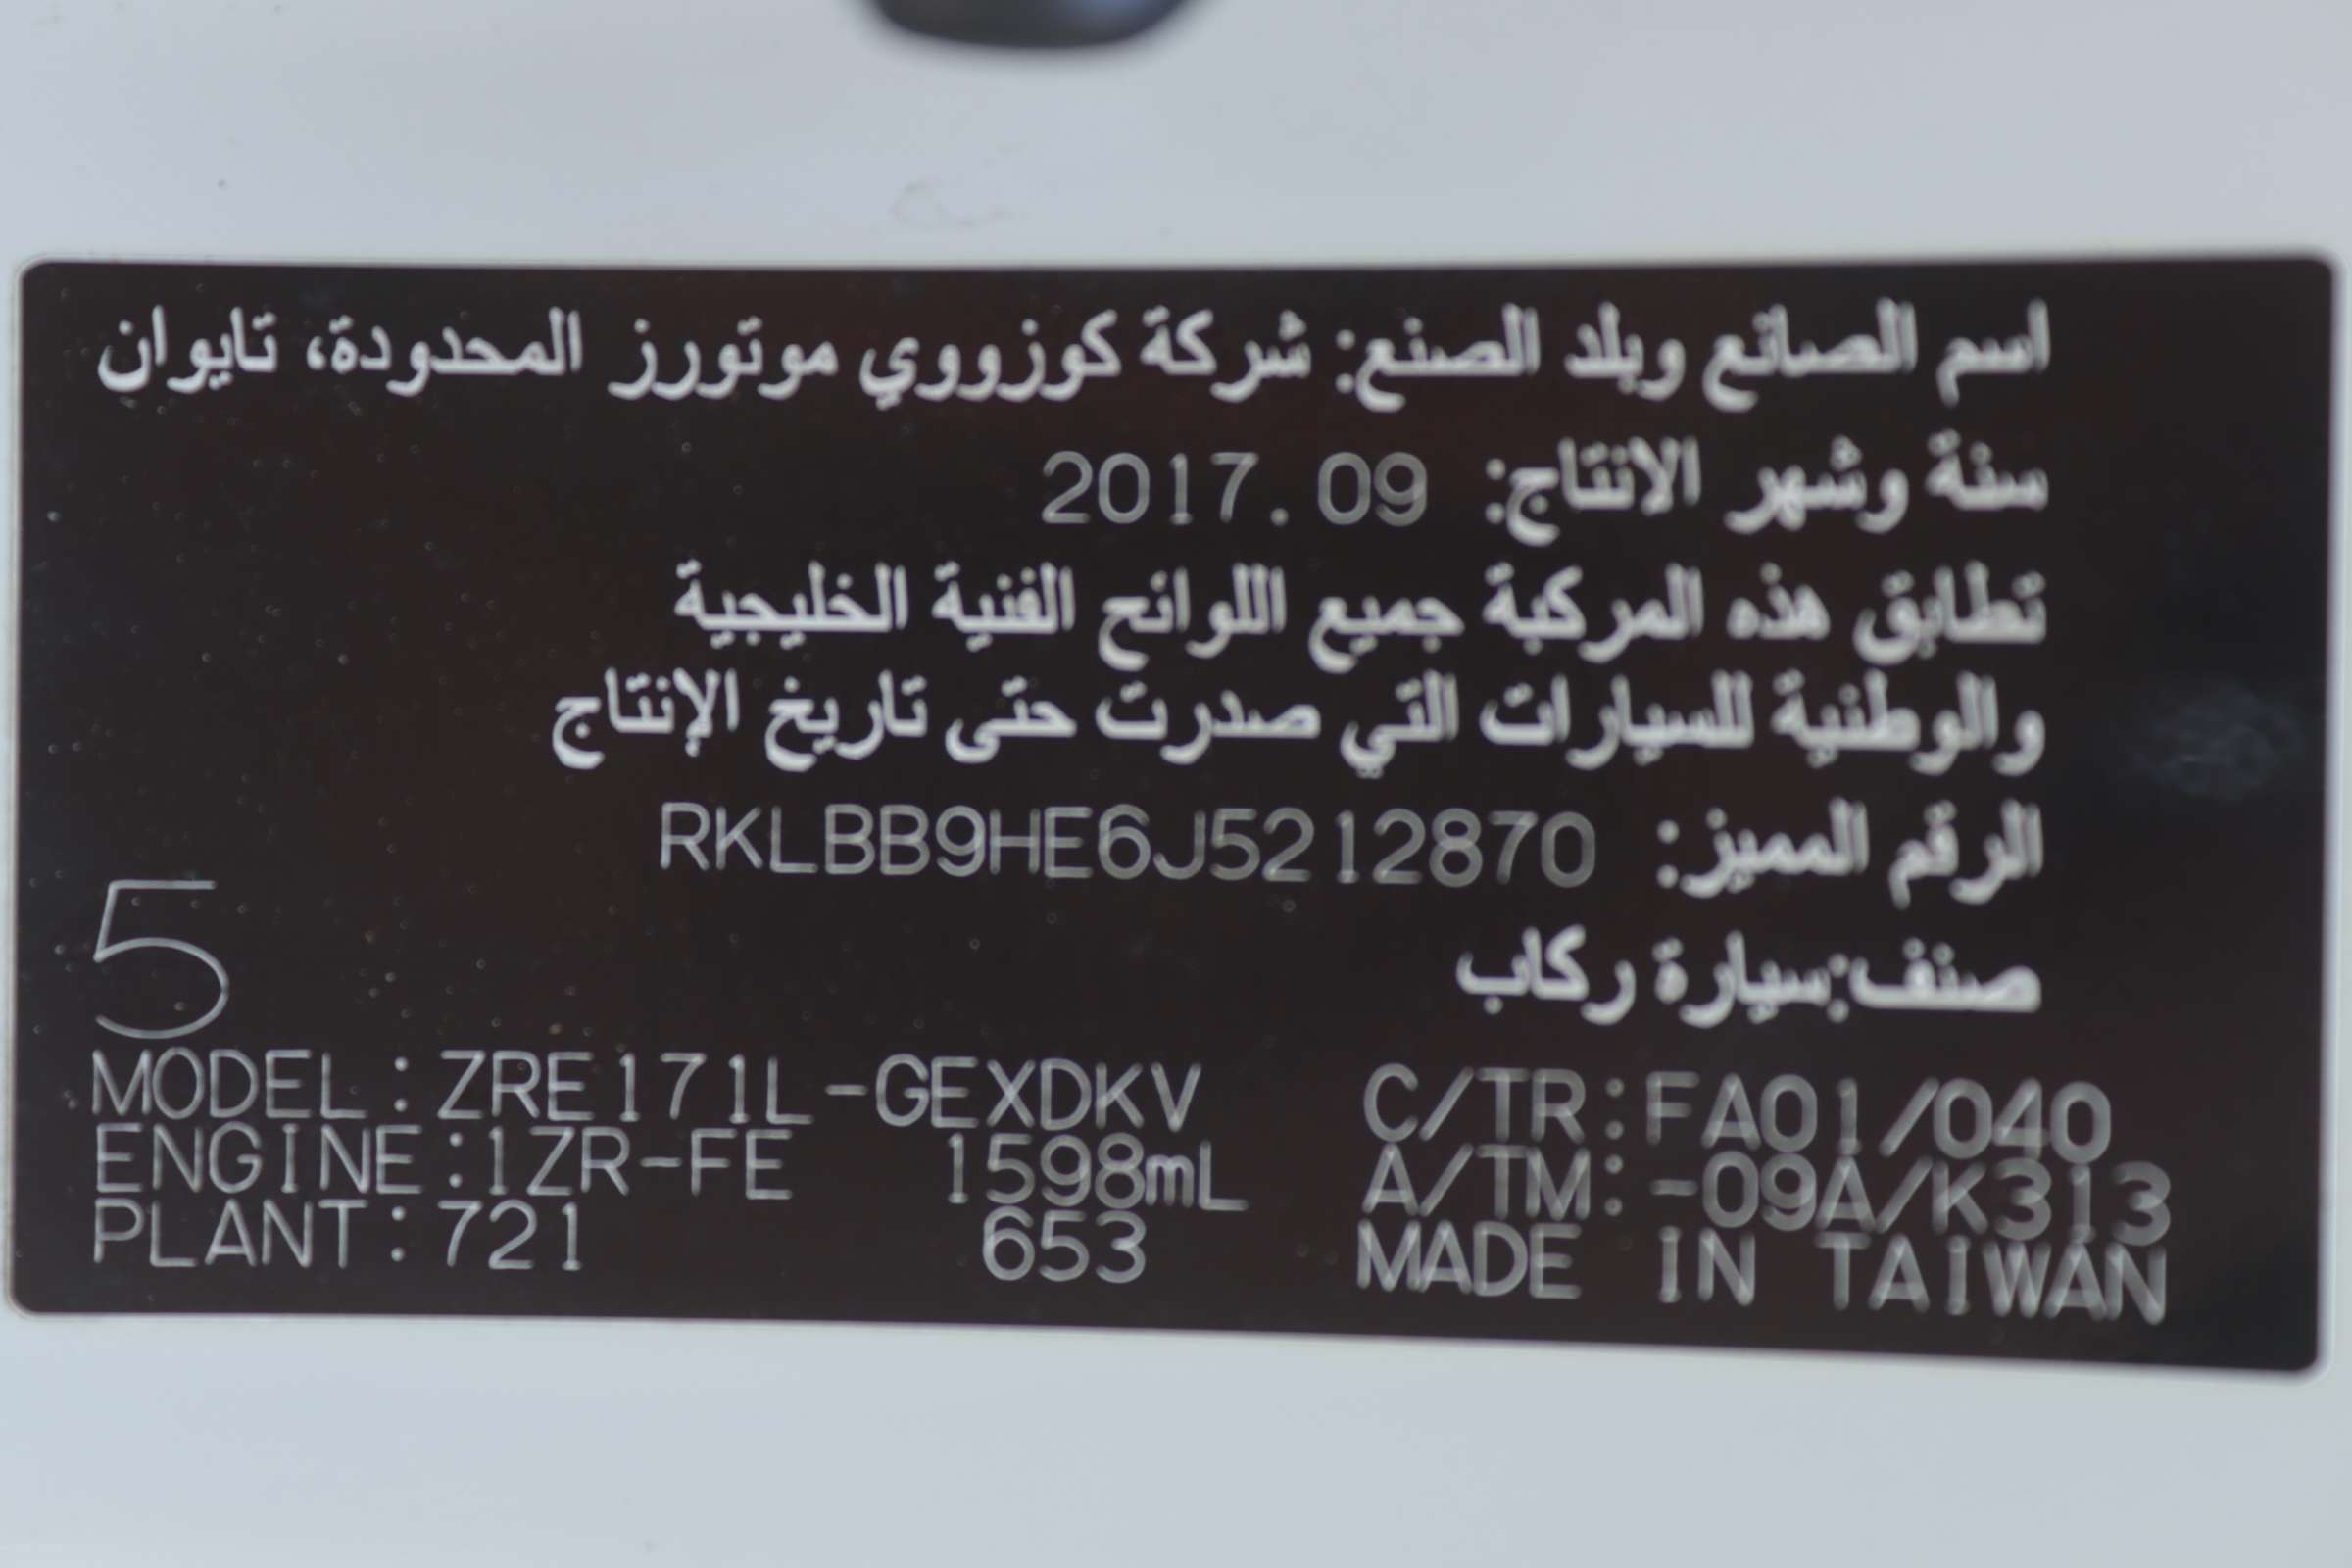 اسم الصانع وبلد الصنع: شركة كوزووي موتورز المحدودة، تايوان
سنة وشهر الانتاج: 2017.09
تطابق هذه المركبة جميع اللوائح الفنية الخليجية
والوطنية للسيارات التي صدرت حتى تاريخ الإنتاج
الرقم المميز: RKLBB9HE6J5212870
صنف:سيارة ركاب
5
MODEL:ZRE171L-GEXDKV C/TR:FA01/040
ENGINE:1ZR-FE 1598mL A/TM:-09A/K313
PLANT:721 653 MADE IN TAIWAN